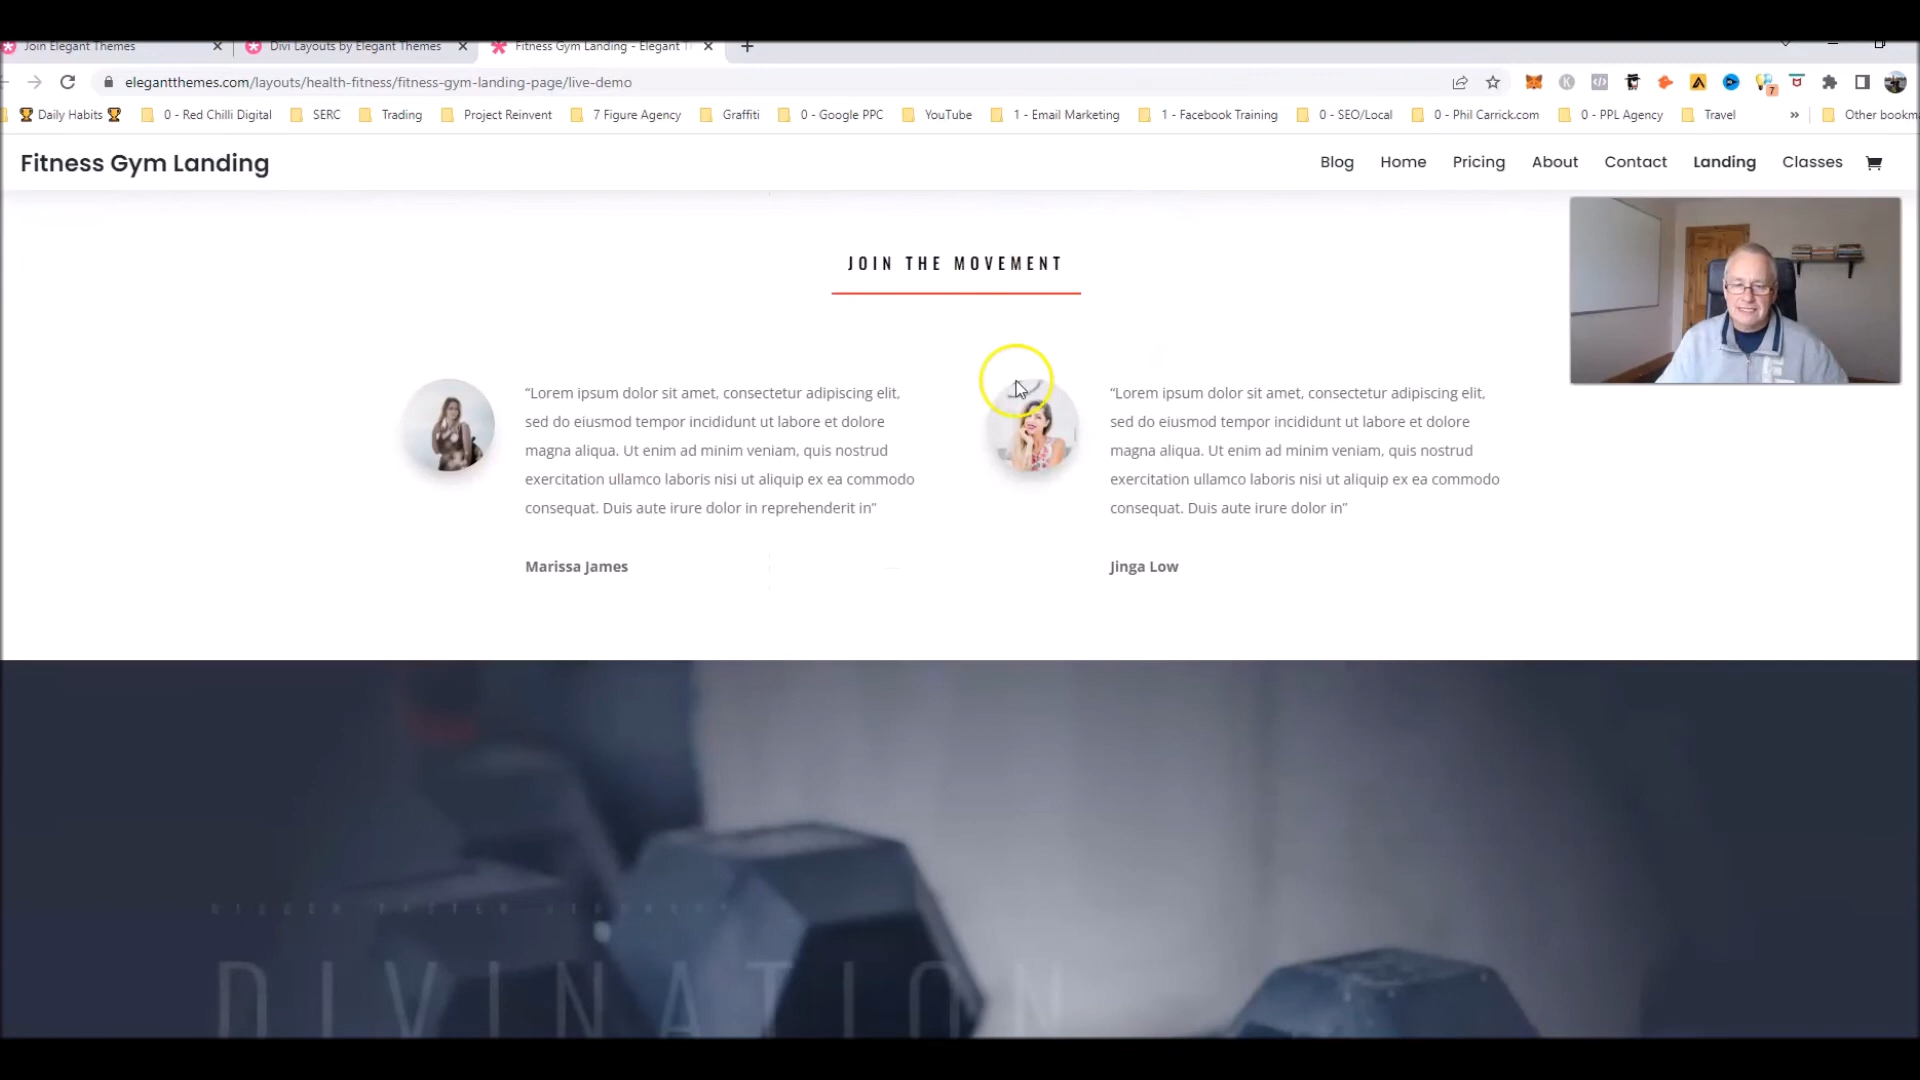 Join Elegant Themes
Divi Layouts by Elegant Themes
Fitness Gym Landing - Elegant T
elegantthemes.com/layouts/health-fitness/fitness-gym-landing-page/live-demo
7
Daily Habits
0 - Red Chilli Digital
SERC
Trading
Project Reinvent
7 Figure Agency
Graffiti
0 - Google PPC
YouTube
1 - Email Marketing
1 - Facebook Training
0 - SEO/Local
0 - Phil Carrick.com
0 - PPL Agency
Travel
»
Other bookma
Fitness Gym Landing
Blog
Home
Pricing
About
Contact
Landing
Classes
JOIN THE MOVEMENT
“Lorem ipsum dolor sit amet, consectetur adipiscing elit,
sed do eiusmod tempor incididunt ut labore et dolore
magna aliqua. Ut enim ad minim veniam, quis nostrud
exercitation ullamco laboris nisi ut aliquip ex ea commodo
consequat. Duis aute irure dolor in reprehenderit in”
Marissa James
“Lorem ipsum dolor sit amet, consectetur adipiscing elit,
sed do eiusmod tempor incididunt ut labore et dolore
magna aliqua. Ut enim ad minim veniam, quis nostrud
exercitation ullamco laboris nisi ut aliquip ex ea commodo
consequat. Duis aute irure dolor in”
Jinga Low
DIVINATION